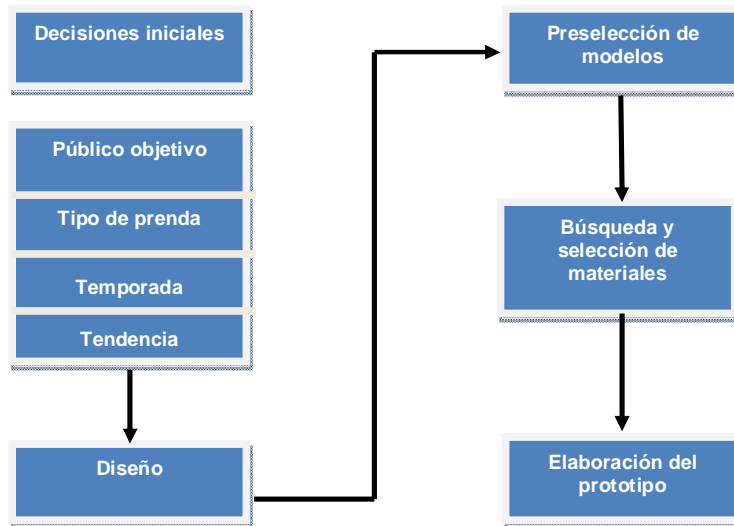 Decisiones iniciales
Público objetivo
Tipo de prenda
Temporada
Tendencia
Diseño
Preselección de
modelos
Búsqueda y
selección de
materiales
Elaboración del
prototipo